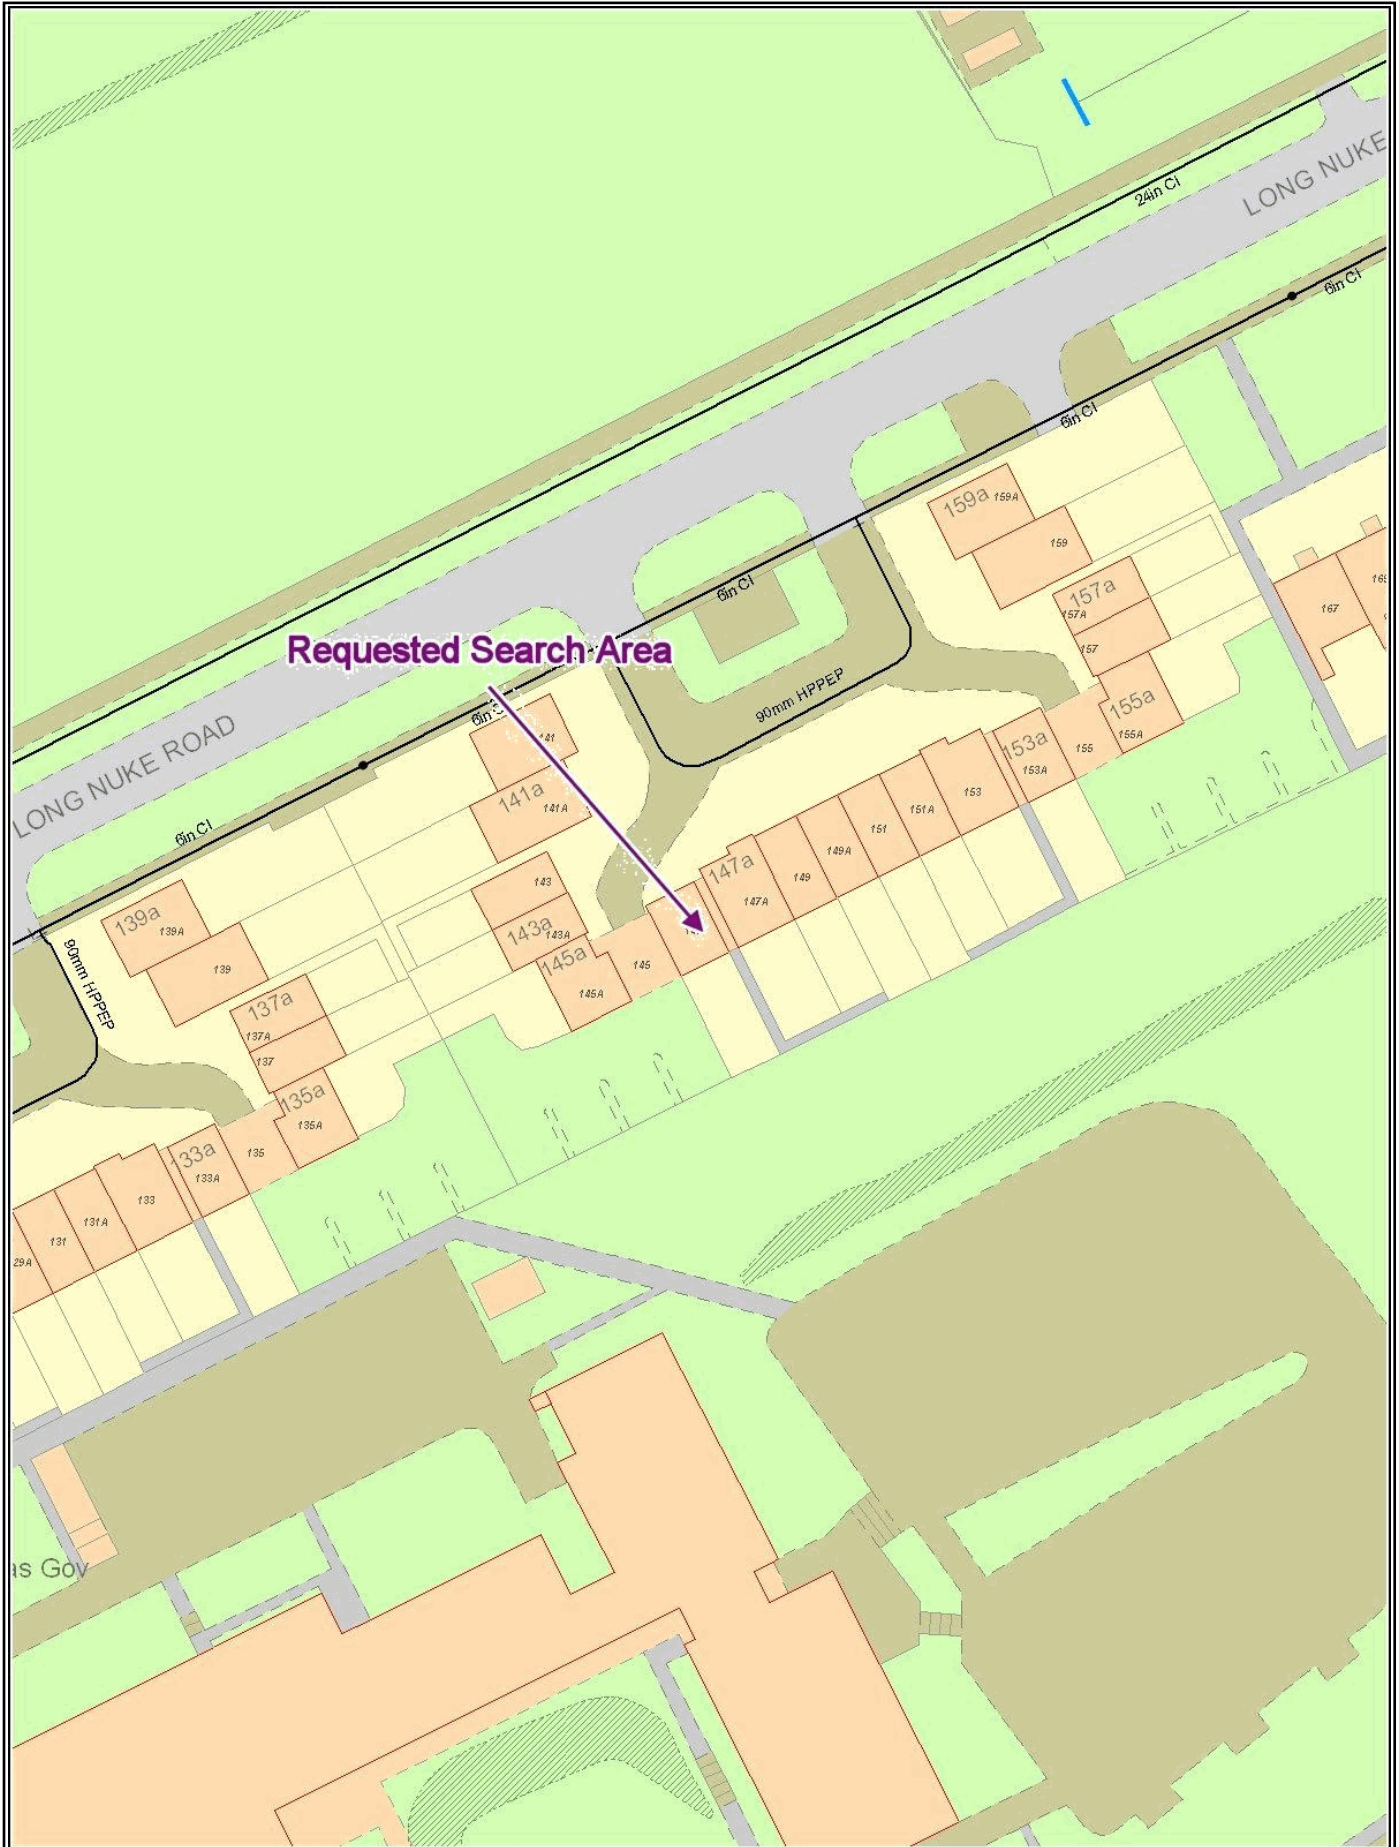 24in CI
LONG NUKE
6in CI
6in CI
159a
159A
159
157a
157A
157
167
6in CI
Requested Search Area
90mm HPPEP
155a
155A
155
153a
153A
153
151A
151
149A
149
147a
147A
LONG NUKE ROAD
6in CI
141
141a
141A
143
143a
143A
145a
145A
145
139a
139A
139
90mm HPPEP
137a
137A
137
135a
135A
135
133a
133A
133
131A
131
29A
as Gov